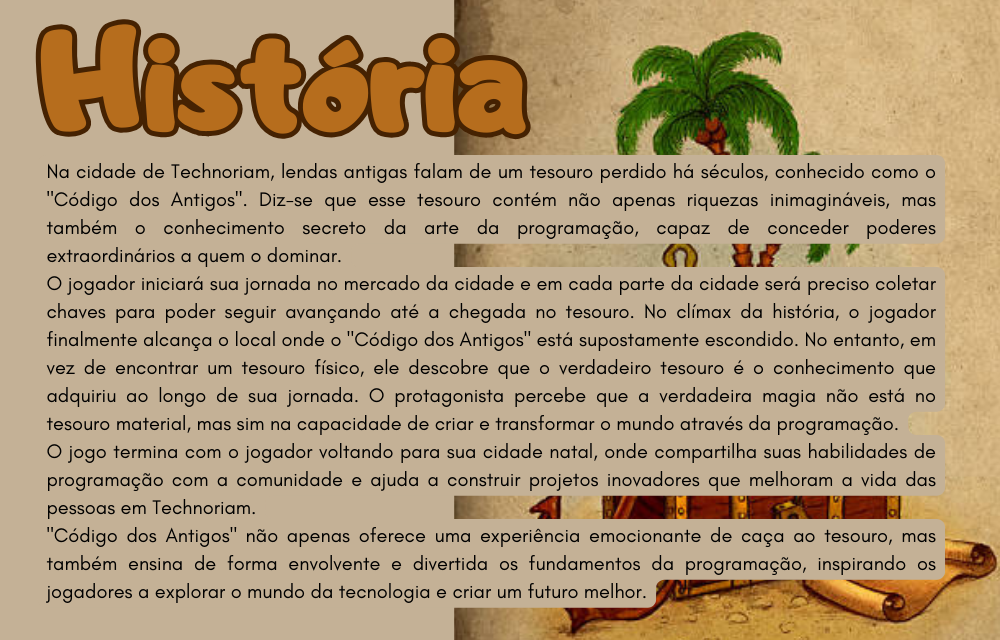 História
Na cidade de Technoriam, lendas antigas falam de um tesouro perdido há séculos, conhecido como o
"Código dos Antigos". Diz-se que esse tesouro contém não apenas riquezas inimagináveis, mas
também o conhecimento secreto da arte da programação, capaz de conceder poderes
extraordinários a quem o dominar.
O jogador iniciará sua jornada no mercado da cidade e em cada parte da cidade será preciso coletar
chaves para poder seguir avançando até a chegada no tesouro. No clímax da história, o jogador
finalmente alcança o local onde o "Código dos Antigos" está supostamente escondido. No entanto, em
vez de encontrar um tesouro físico, ele descobre que o verdadeiro tesouro é o conhecimento que
adquiriu ao longo de sua jornada. O protagonista percebe que a verdadeira magia não está no
tesouro material, mas sim na capacidade de criar e transformar o mundo através da programação.
O jogo termina com o jogador voltando para sua cidade natal, onde compartilha suas habilidades de
programação com a comunidade e ajuda a construir projetos inovadores que melhoram a vida das
pessoas em Technoriam.
"Código dos Antigos" não apenas oferece uma experiência emocionante de caça ao tesouro, mas
também ensina de forma envolvente e divertida os fundamentos da programação, inspirando os
jogadores a explorar o mundo da tecnologia e criar um futuro melhor.